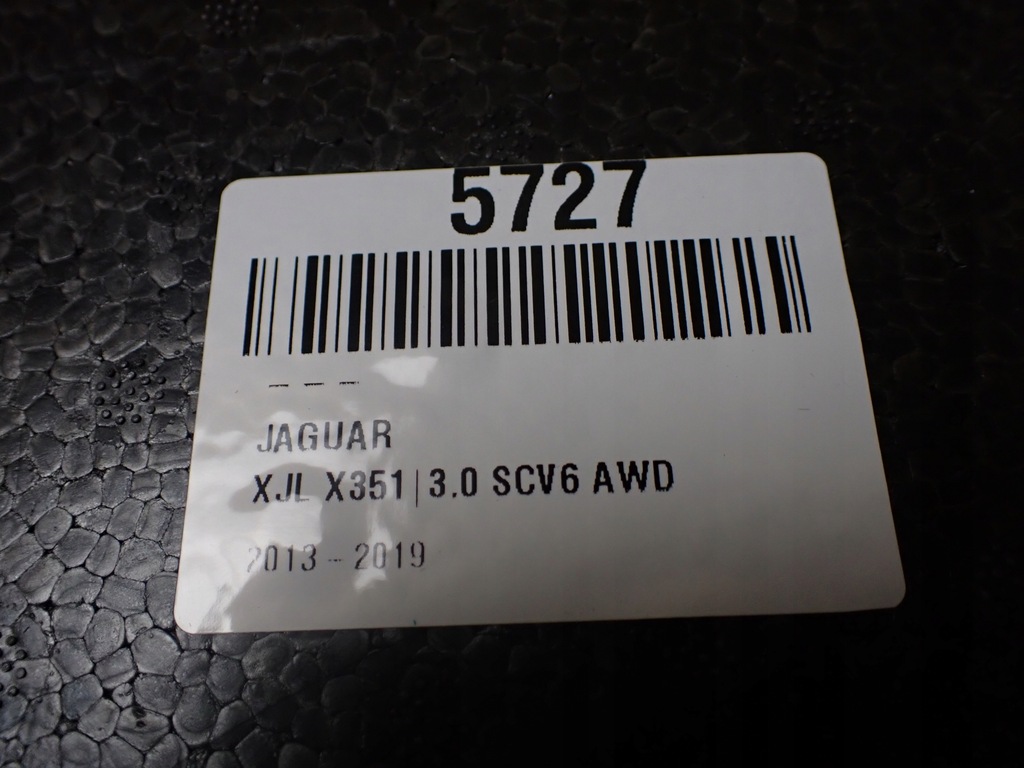 5727
JAGUAR
XJL X351 | 3.0 SCV6 AWD
2013 - 2019